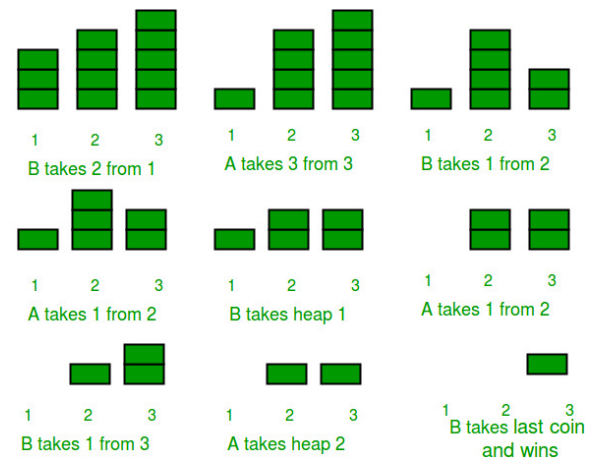 1 2 3
B takes 2 from 1
1 2 3
A takes 3 from 3
1 2 3
B takes 1 from 2
1 2 3
A takes 1 from 2
1 2 3
B takes heap 1
1 2 3
A takes 1 from 2
1 2 3
B takes 1 from 3
1 2 3
A takes heap 2
1 2 3
B takes last coin
and wins